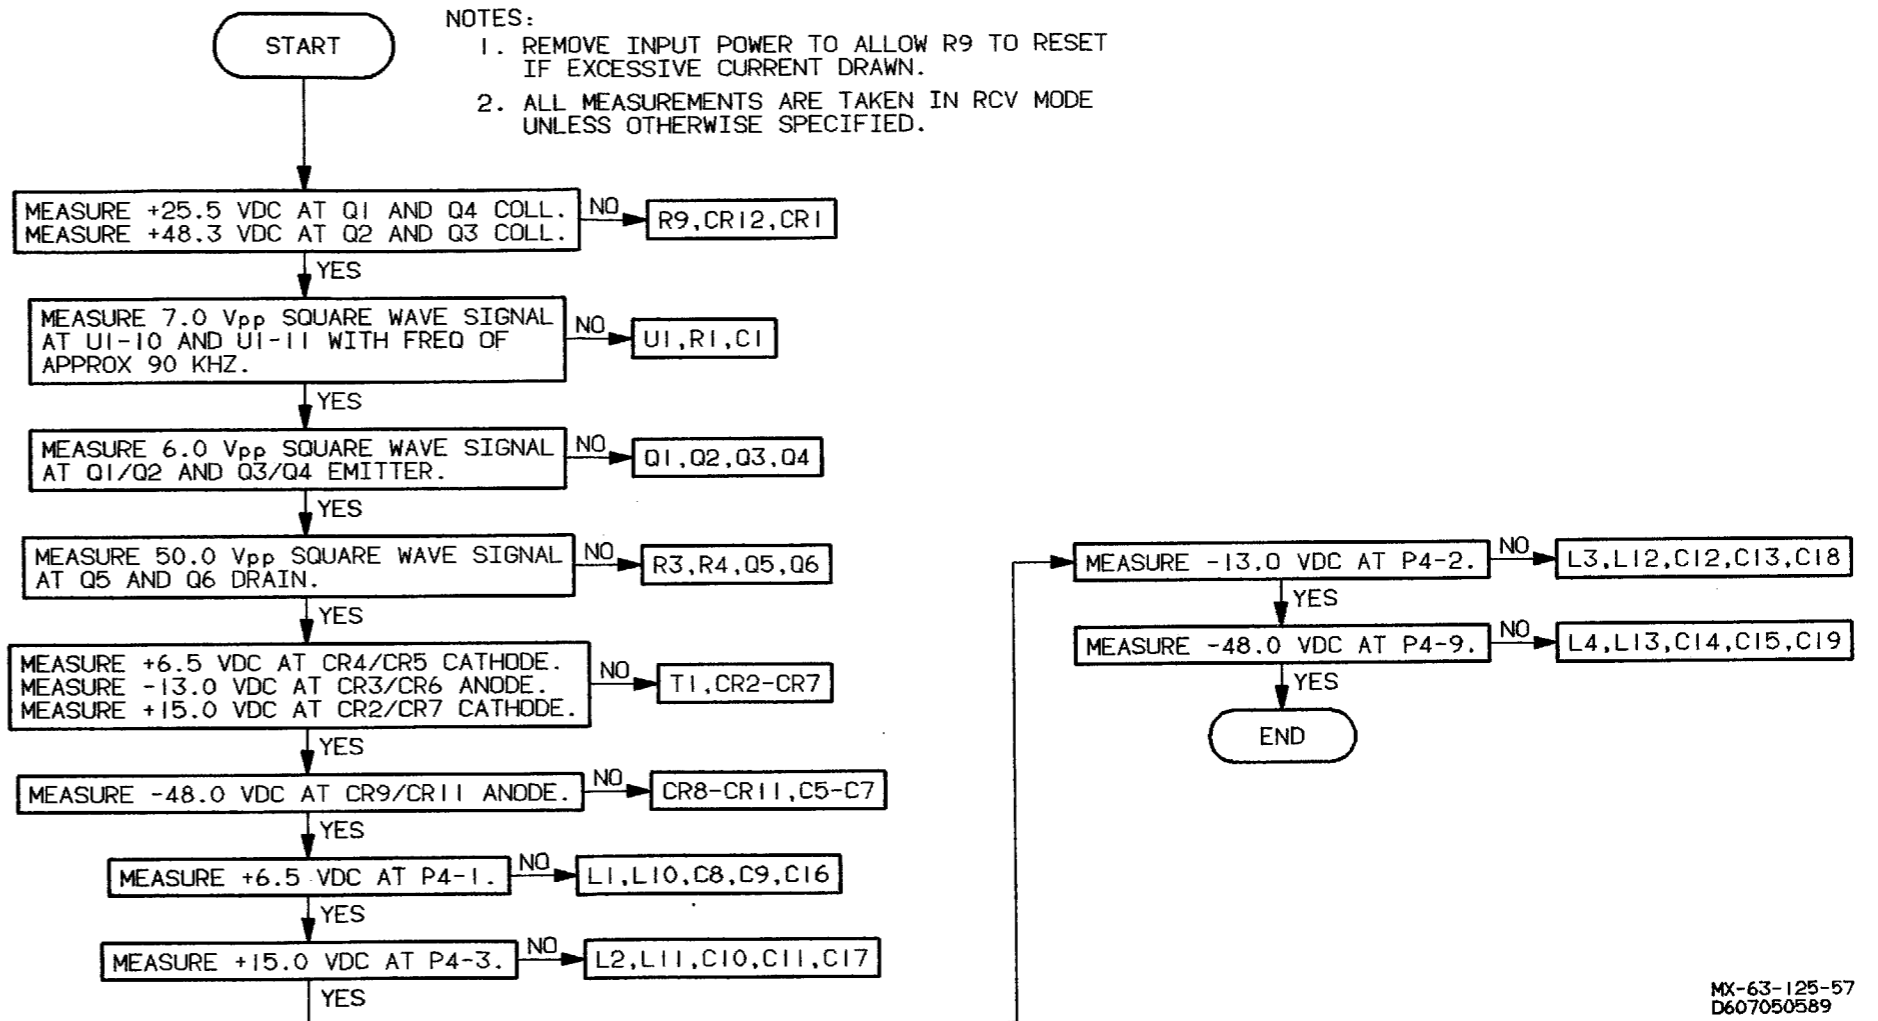 START
NOTES:
1. REMOVE INPUT POWER TO ALLOW R9 TO RESET
IF EXCESSIVE CURRENT DRAWN.
2. ALL MEASUREMENTS ARE TAKEN IN RCV MODE
UNLESS OTHERWISE SPECIFIED.
MEASURE +25.5 VDC AT Q1 AND Q4 COLL.
MEASURE +48.3 VDC AT Q2 AND Q3 COLL.
NO
R9,CR12,CR1
YES
MEASURE 7.0 Vpp SQUARE WAVE SIGNAL
AT U1-10 AND U1-11 WITH FREQ OF
APPROX 90 KHZ.
NO
U1,R1,C1
YES
MEASURE 6.0 Vpp SQUARE WAVE SIGNAL
AT Q1/Q2 AND Q3/Q4 EMITTER.
NO
Q1,Q2,Q3,Q4
YES
MEASURE 50.0 Vpp SQUARE WAVE SIGNAL
AT Q5 AND Q6 DRAIN.
NO
R3,R4,Q5,Q6
YES
MEASURE +6.5 VDC AT CR4/CR5 CATHODE.
MEASURE -13.0 VDC AT CR3/CR6 ANODE.
MEASURE +15.0 VDC AT CR2/CR7 CATHODE.
NO
T1,CR2-CR7
YES
MEASURE -48.0 VDC AT CR9/CR11 ANODE.
NO
CR8-CR11,C5-C7
YES
MEASURE +6.5 VDC AT P4-1.
NO
L1,L10,C8,C9,C16
YES
MEASURE +15.0 VDC AT P4-3.
NO
L2,L11,C10,C11,C17
YES
MEASURE -13.0 VDC AT P4-2.
NO
L3,L12,C12,C13,C18
YES
MEASURE -48.0 VDC AT P4-9.
NO
L4,L13,C14,C15,C19
YES
END
MX-63-125-57
D607050589